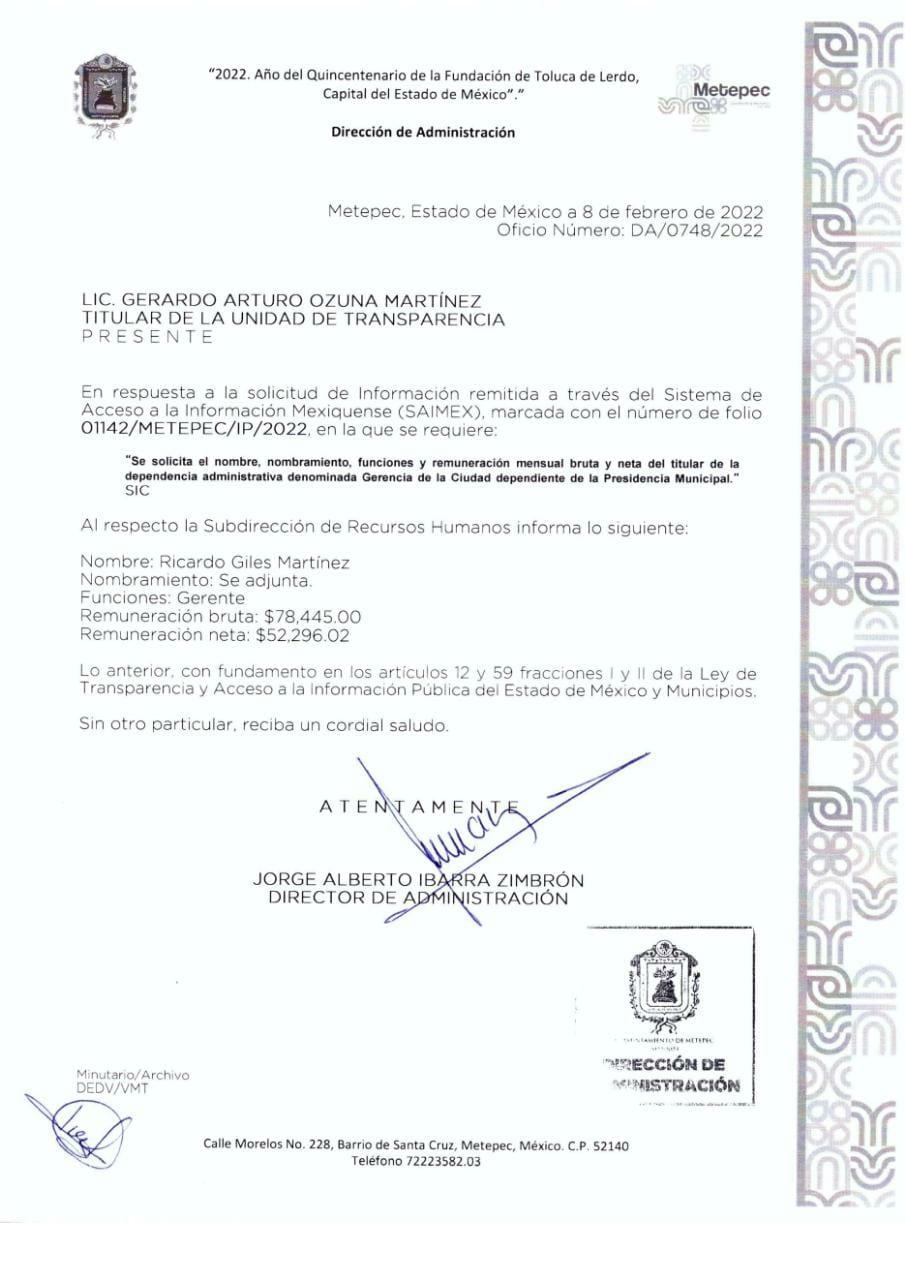 "2022. Año del Quincentenario de la Fundación de Toluca de Lerdo,
Capital del Estado de México"."
Metepec
Dirección de Administración
Metepec, Estado de México a 8 de febrero de 2022
Oficio Número: DA/0748/2022
LIC. GERARDO ARTURO OZUNA MARTÍNEZ
TITULAR DE LA UNIDAD DE TRANSPARENCIA
P R E S E N T E
En respuesta a la solicitud de Información remitida a través del Sistema de
Acceso a la Información Mexiquense (SAIMEX), marcada con el número de folio
01142/METEPEC/IP/2022, en la que se requiere:
"Se solicita el nombre, nombramiento, funciones y remuneración mensual bruta y neta del titular de la
dependencia administrativa denominada Gerencia de la Ciudad dependiente de la Presidencia Municipal."
SIC
Al respecto la Subdirección de Recursos Humanos informa lo siguiente:
Nombre: Ricardo Giles Martínez
Nombramiento: Se adjunta.
Funciones: Gerente
Remuneración bruta: $78,445.00
Remuneración neta: $52,296.02
Lo anterior, con fundamento en los artículos 12 y 59 fracciones I y II de la Ley de
Transparencia y Acceso a la Información Pública del Estado de México y Municipios.
Sin otro particular, reciba un cordial saludo.
A T E N T A M E N T E
JORGE ALBERTO IBARRA ZIMBRÓN
DIRECTOR DE ADMINISTRACIÓN
DIRECCIÓN DE
Minutario/Archivo
DEDV/VMT
Calle Morelos No. 228, Barrio de Santa Cruz, Metepec, México. C.P. 52140
Teléfono 72223582.03